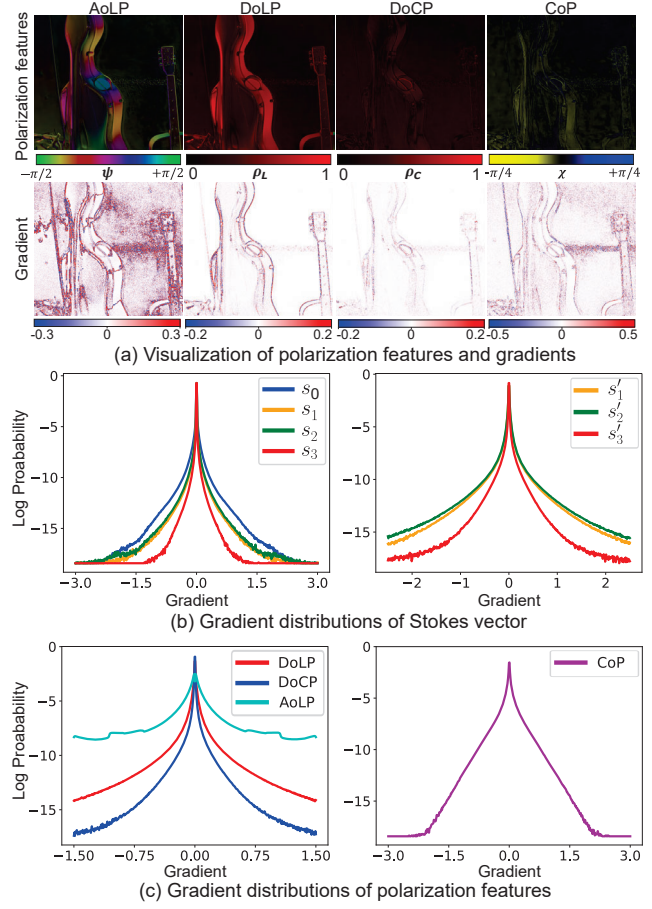 AoLP DoLP DoCP CoP
Polarization features
−π/2 ψ +π/2 0 ρL 1 0 ρC 1 -π/4 χ +π/4
Gradient
-0.3 0 0.3 -0.2 0 0.2 -0.2 0 0.2 -0.5 0 0.5
(a) Visualization of polarization features and gradients
Log Proabability
0
−5
−10
−15
s0
s1
s2
s3
−3.0 −1.5 0.0 1.5 3.0
Gradient
0
−5
−10
−15
s′1
s′2
s′3
−2 −1 0 1 2
Gradient
(b) Gradient distributions of Stokes vector
Log Proabability
0
−5
−10
−15
DoLP
DoCP
AoLP
−1.50 −0.75 0.00 0.75 1.50
Gradient
0
−5
−10
−15
CoP
−3.0 −1.5 0.0 1.5 3.0
Gradient
(c) Gradient distributions of polarization features